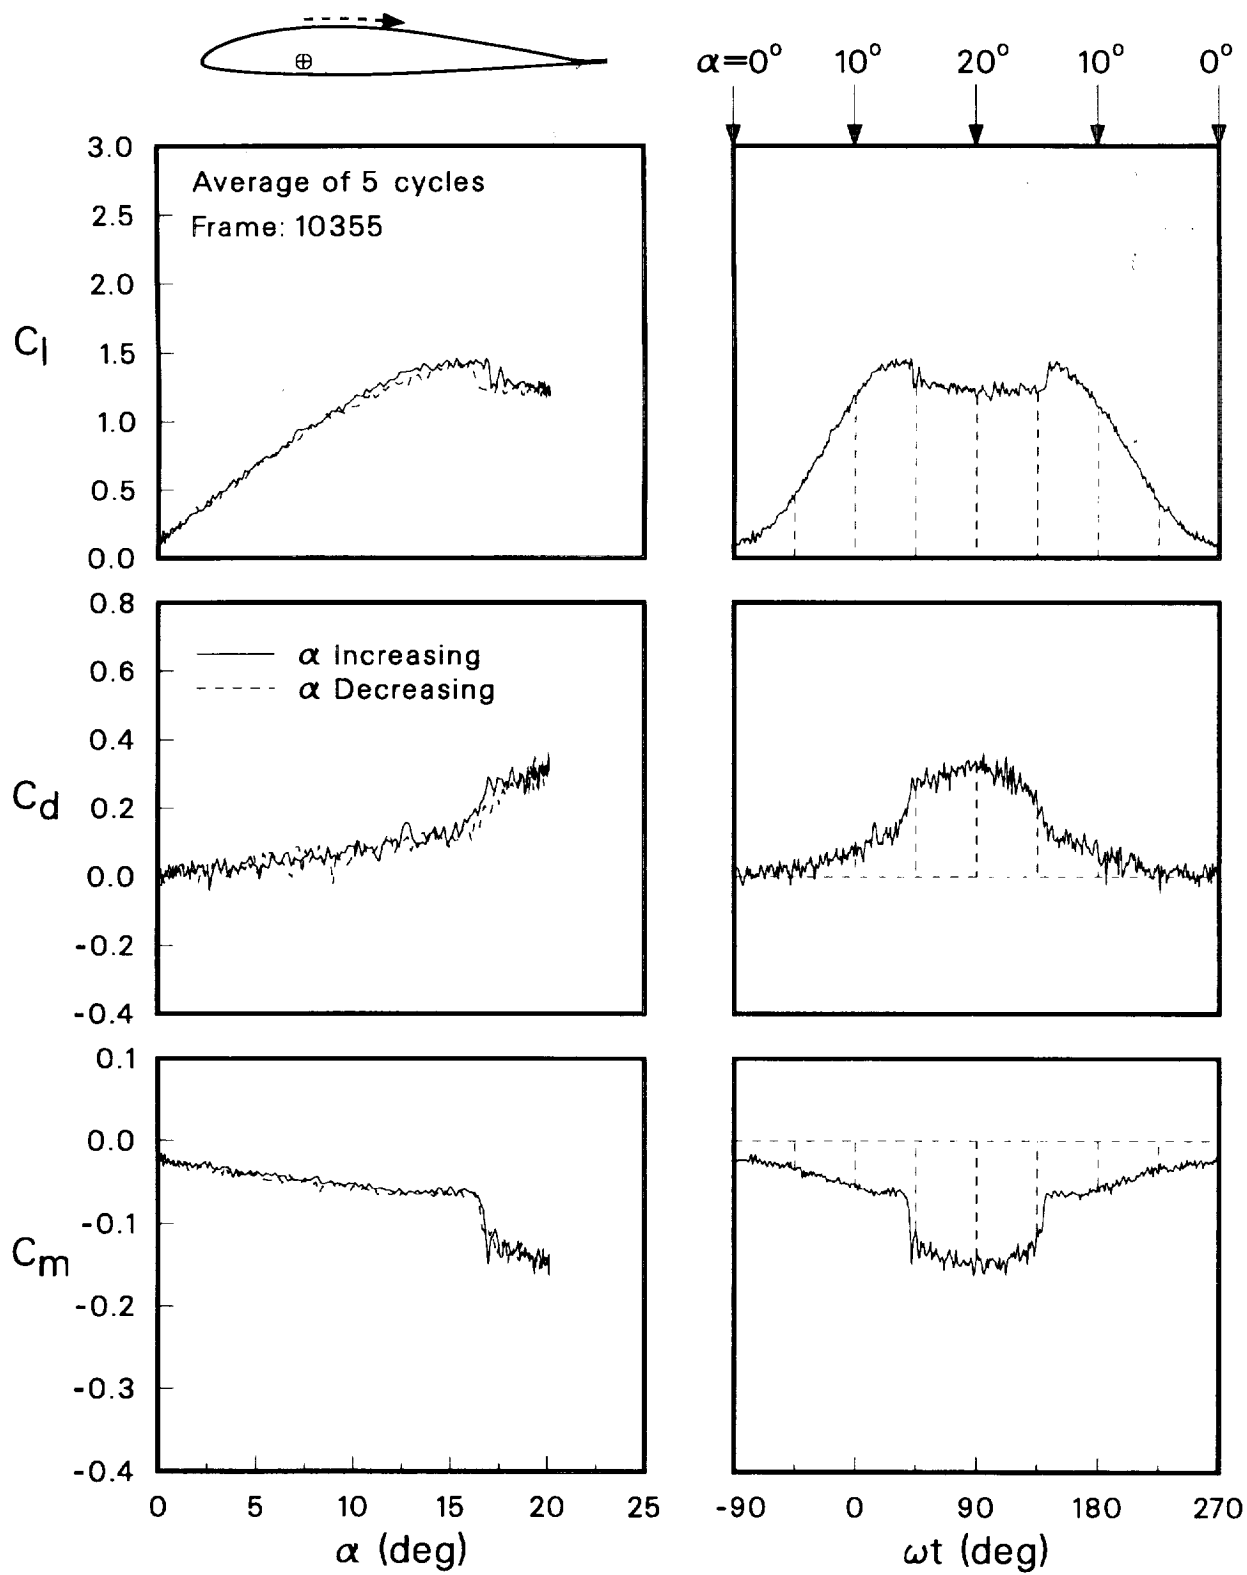 α=0° 10° 20° 10° 0°
Average of 5 cycles
Frame: 10355
3.0
2.5
2.0
1.5
1.0
0.5
0.0
Cl
α Increasing
α Decreasing
0.8
0.6
0.4
0.2
0.0
-0.2
-0.4
Cd
0.1
0.0
-0.1
-0.2
-0.3
-0.4
Cm
0 5 10 15 20 25
α (deg)
-90 0 90 180 270
ωt (deg)